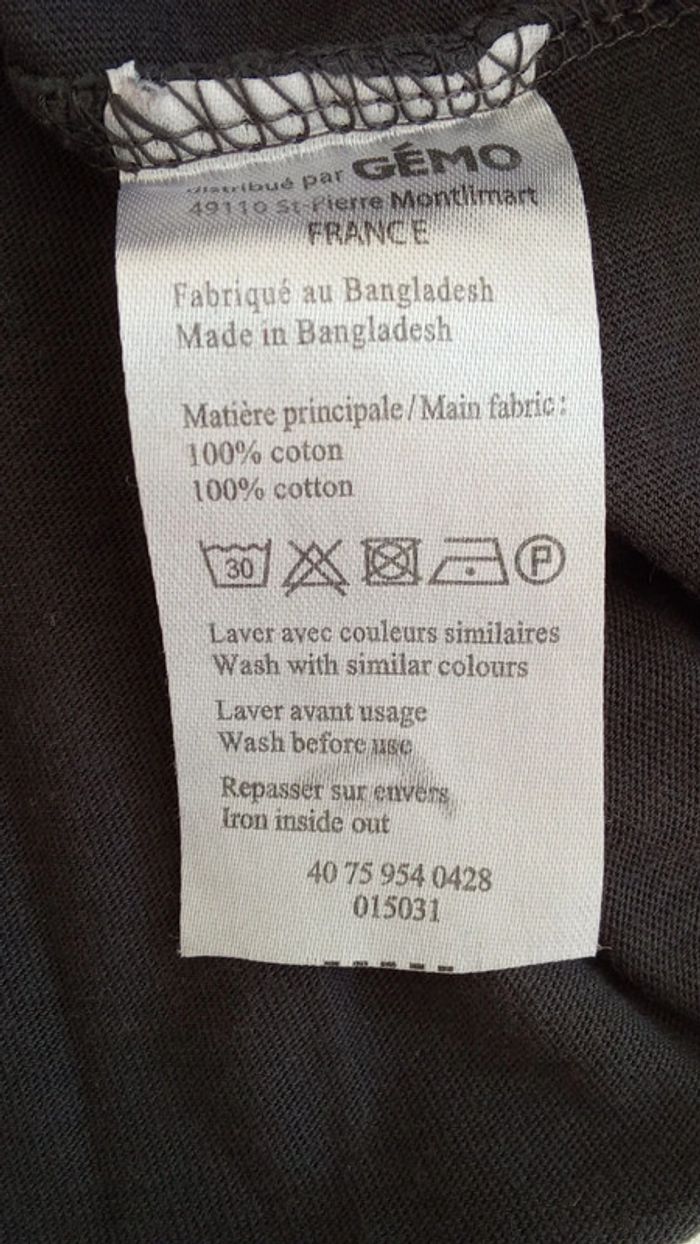 distribué par GÉMO
49110 St-Pierre Montlimart
FRANCE
Fabriqué au Bangladesh
Made in Bangladesh
Matière principale/Main fabric:
100% coton
100% cotton
30 P
Laver avec couleurs similaires
Wash with similar colours
Laver avant usage
Wash before use
Repasser sur envers
Iron inside out
40 75 954 0428
015031